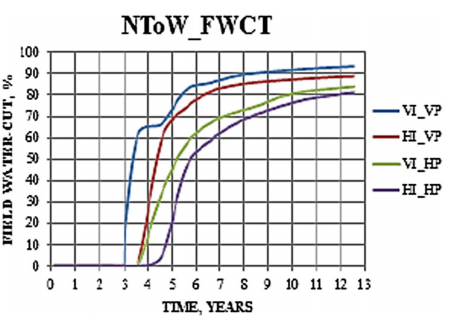 NToW_FWCT
FIELD WATER-CUT, %
100
90
80
70
60
50
40
30
20
10
0
0 1 2 3 4 5 6 7 8 9 10 11 12 13
TIME, YEARS
VI_VP
HI_VP
VI_HP
HI_HP